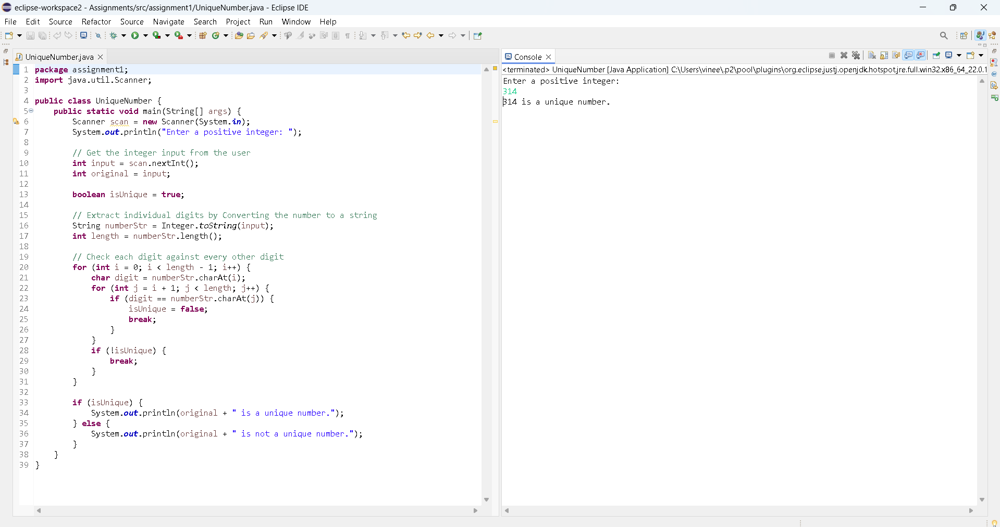 eclipse-workspace2 - Assignments/src/assignment1/UniqueNumber.java - Eclipse IDE
File Edit Source Refactor Source Navigate Search Project Run Window Help
UniqueNumber.java
1 package assignment1;
2 import java.util.Scanner;
3
4 public class UniqueNumber {
5 public static void main(String[] args) {
6 Scanner scan = new Scanner(System.in);
7 System.out.println("Enter a positive integer: ");
8
9 // Get the integer input from the user
10 int input = scan.nextInt();
11 int original = input;
12
13 boolean isUnique = true;
14
15 // Extract individual digits by Converting the number to a string
16 String numberStr = Integer.toString(input);
17 int length = numberStr.length();
18
19 // Check each digit against every other digit
20 for (int i = 0; i < length - 1; i++) {
21 char digit = numberStr.charAt(i);
22 for (int j = i + 1; j < length; j++) {
23 if (digit == numberStr.charAt(j)) {
24 isUnique = false;
25 break;
26 }
27 }
28 if (!isUnique) {
29 break;
30 }
31 }
32
33 if (isUnique) {
34 System.out.println(original + " is a unique number.");
35 } else {
36 System.out.println(original + " is not a unique number.");
37 }
38 }
39 }
Console
<terminated> UniqueNumber [Java Application] C:\Users\vinee\.p2\pool\plugins\org.eclipse.justj.openjdk.hotspot.jre.full.win32.x86_64_22.0.1
Enter a positive integer:
314
314 is a unique number.